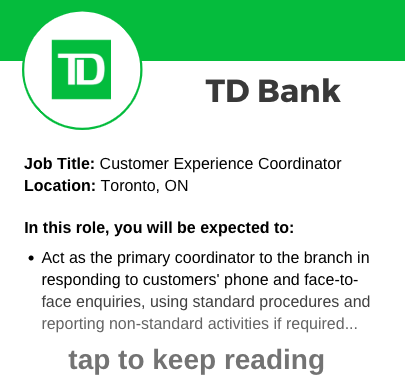 TD
TD Bank
Job Title: Customer Experience Coordinator
Location: Toronto, ON
In this role, you will be expected to:
• Act as the primary coordinator to the branch in
responding to customers' phone and face-to-
face enquiries, using standard procedures and
reporting non-standard activities if required...
tap to keep reading